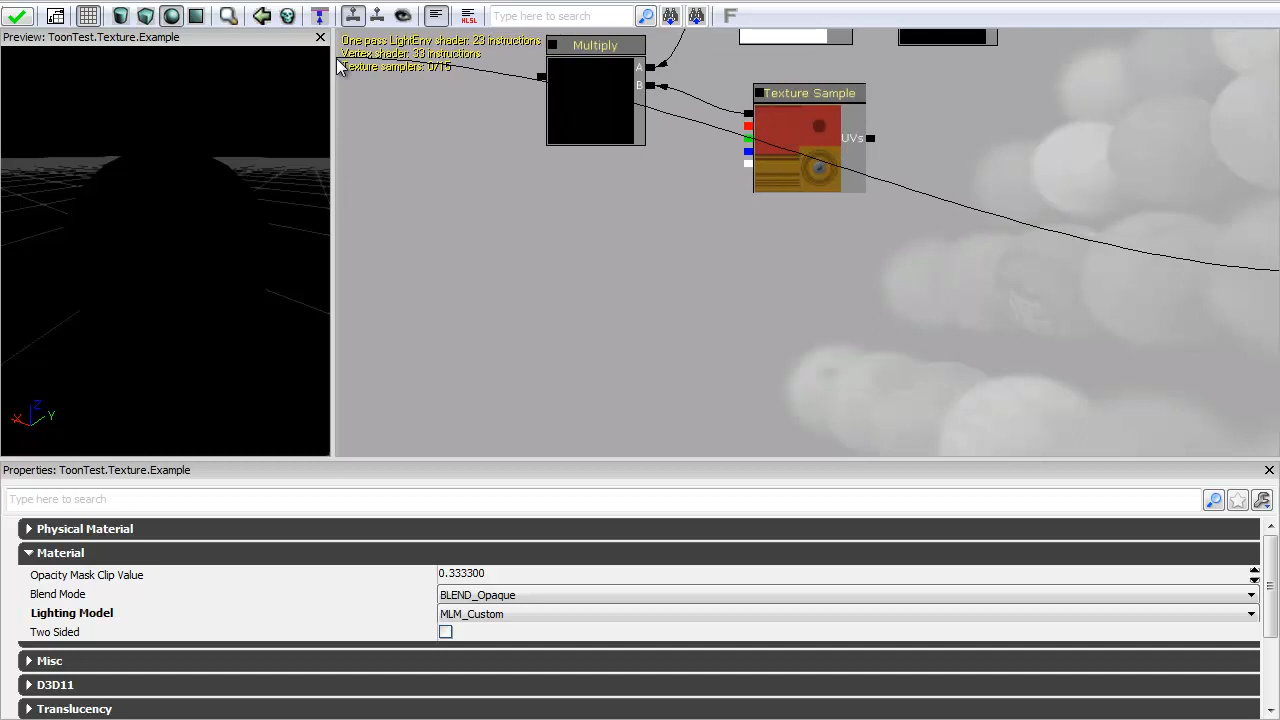 HLSL
Type here to search
F
Preview: ToonTest.Texture.Example
One pass LightEnv shader: 23 instructions
Vertex shader: 33 instructions
Texture samplers: 0/15
Multiply
A
B
Texture Sample
UVs
X
Z
Y
Properties: ToonTest.Texture.Example
Type here to search
Physical Material
Material
Opacity Mask Clip Value 0.333300
Blend Mode BLEND_Opaque
Lighting Model MLM_Custom
Two Sided
Misc
D3D11
Translucency